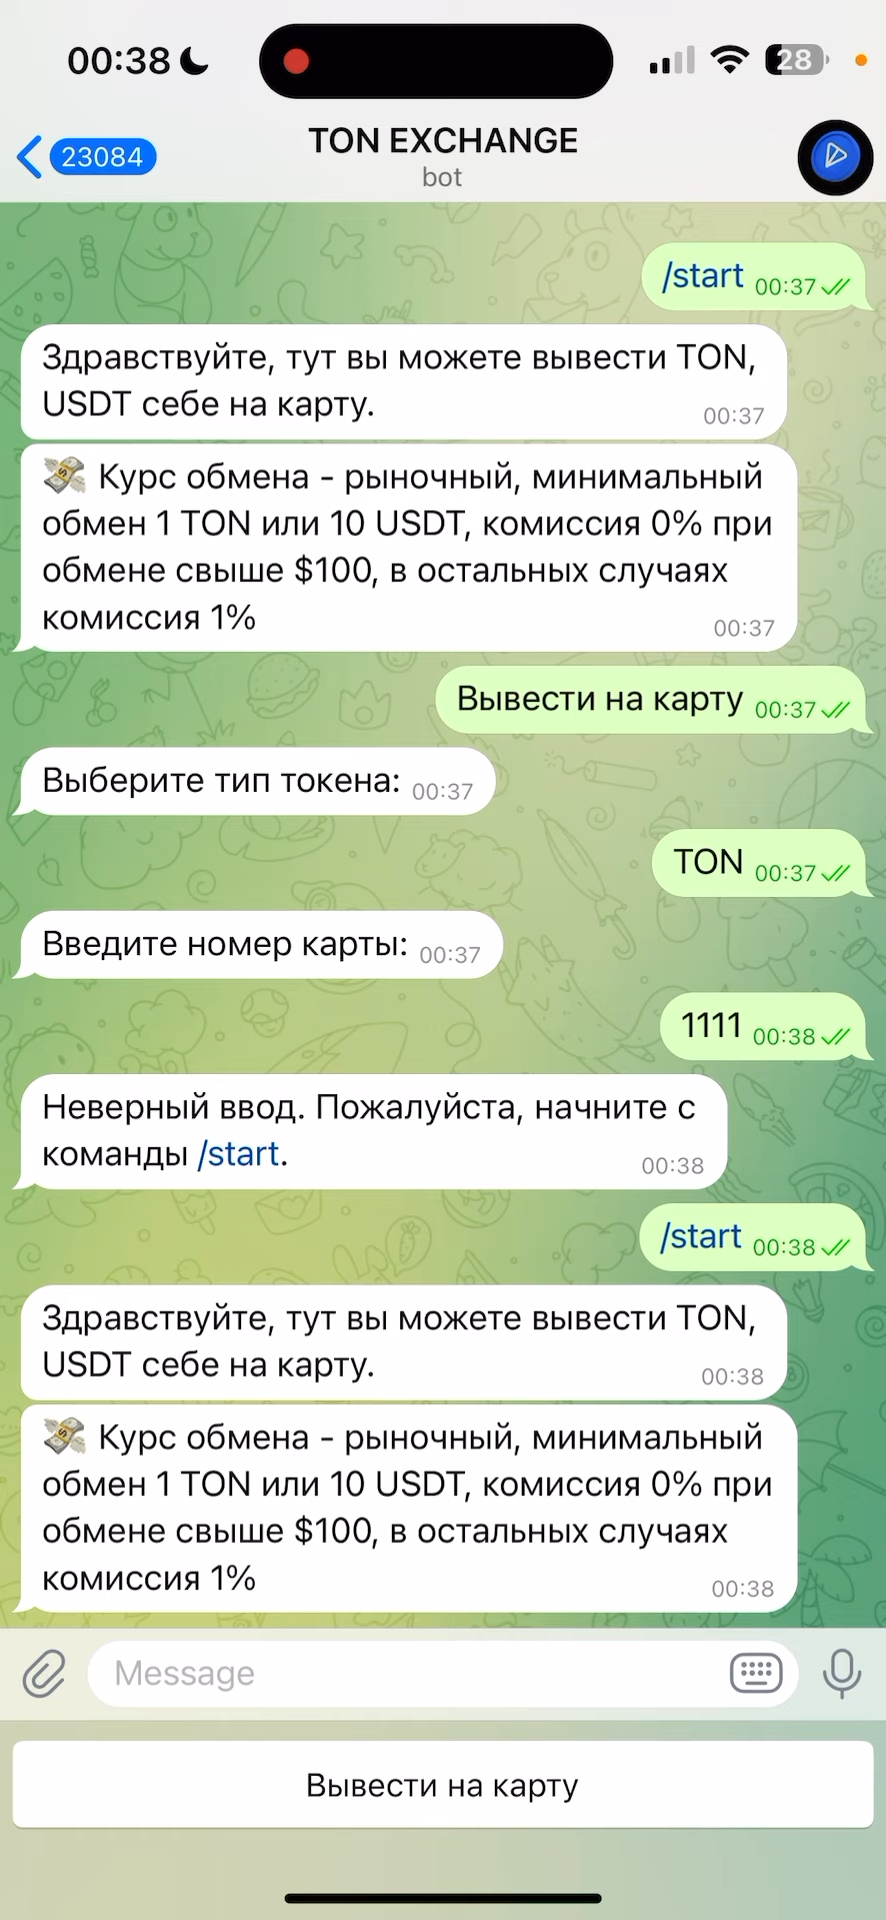 00:38
28
23084
TON EXCHANGE
bot
/start 00:37
Здравствуйте, тут вы можете вывести TON,
USDT себе на карту.
00:37
💸 Курс обмена - рыночный, минимальный
обмен 1 TON или 10 USDT, комиссия 0% при
обмене свыше $100, в остальных случаях
комиссия 1%
00:37
Вывести на карту 00:37
Выберите тип токена: 00:37
TON 00:37
Введите номер карты: 00:37
1111 00:38
Неверный ввод. Пожалуйста, начните с
команды /start.
00:38
/start 00:38
Здравствуйте, тут вы можете вывести TON,
USDT себе на карту.
00:38
💸 Курс обмена - рыночный, минимальный
обмен 1 TON или 10 USDT, комиссия 0% при
обмене свыше $100, в остальных случаях
комиссия 1%
00:38
Message
Вывести на карту